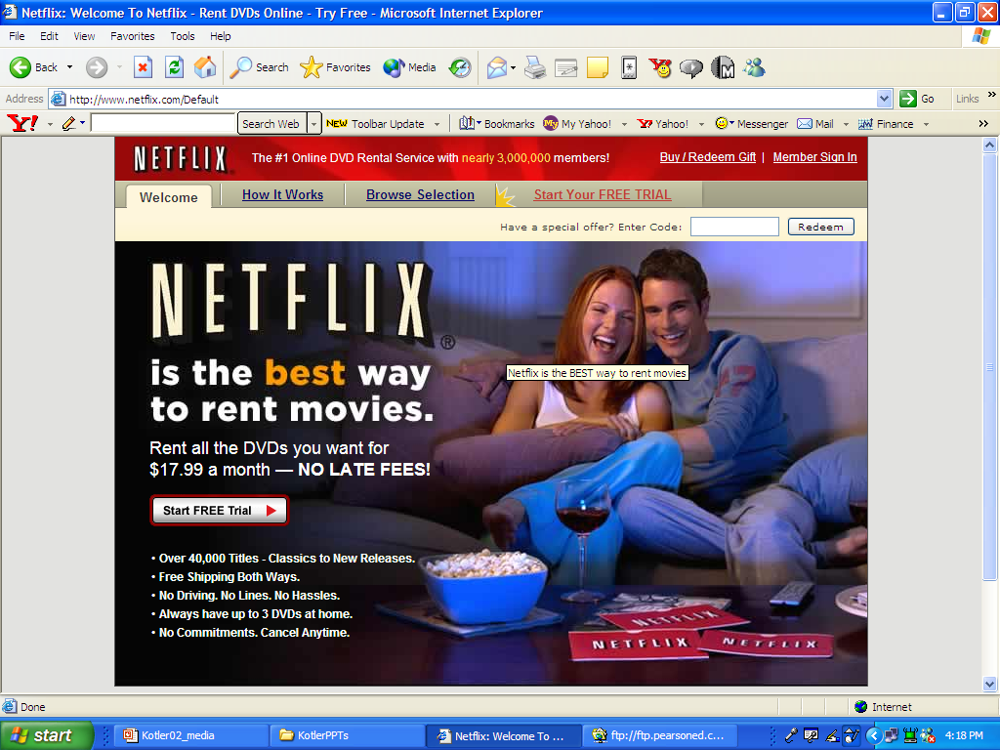 Netflix: Welcome To Netflix - Rent DVDs Online - Try Free - Microsoft Internet Explorer
File Edit View Favorites Tools Help
Back Search Favorites Media
Address http://www.netflix.com/Default Go Links »
Y! Search Web NEW Toolbar Update Bookmarks My Yahoo! Yahoo! Messenger Mail Finance »
NETFLIX The #1 Online DVD Rental Service with nearly 3,000,000 members! Buy / Redeem Gift | Member Sign In
Welcome How It Works Browse Selection Start Your FREE TRIAL
Have a special offer? Enter Code: Redeem
NETFLIX®
is the best way
to rent movies.
Netflix is the BEST way to rent movies
Rent all the DVDs you want for
$17.99 a month — NO LATE FEES!
Start FREE Trial
• Over 40,000 Titles - Classics to New Releases.
• Free Shipping Both Ways.
• No Driving. No Lines. No Hassles.
• Always have up to 3 DVDs at home.
• No Commitments. Cancel Anytime.
NETFLIX
NETFLIX NETFLIX
Done Internet
start Kotler02_media KotlerPPTs Netflix: Welcome To ... ftp://ftp.pearsoned.c... 4:18 PM